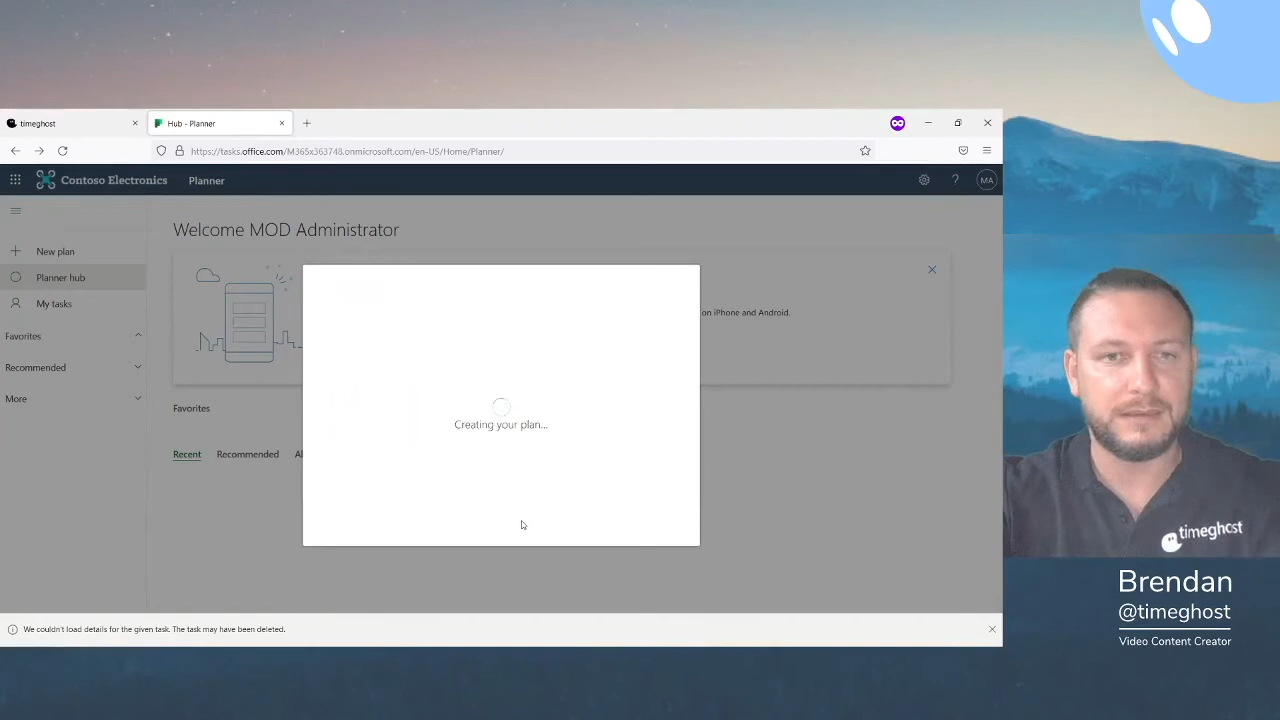 timeghost
Hub - Planner
https://tasks.office.com/M365x363748.onmicrosoft.com/en-US/Home/Planner/
Contoso Electronics
Planner
?
MA
Welcome MOD Administrator
New plan
Planner hub
My tasks
on iPhone and Android.
Favorites
Recommended
More
Favorites
Creating your plan...
Recent
Recommended
Al
timeghost
Brendan
@timeghost
Video Content Creator
We couldn't load details for the given task. The task may have been deleted.